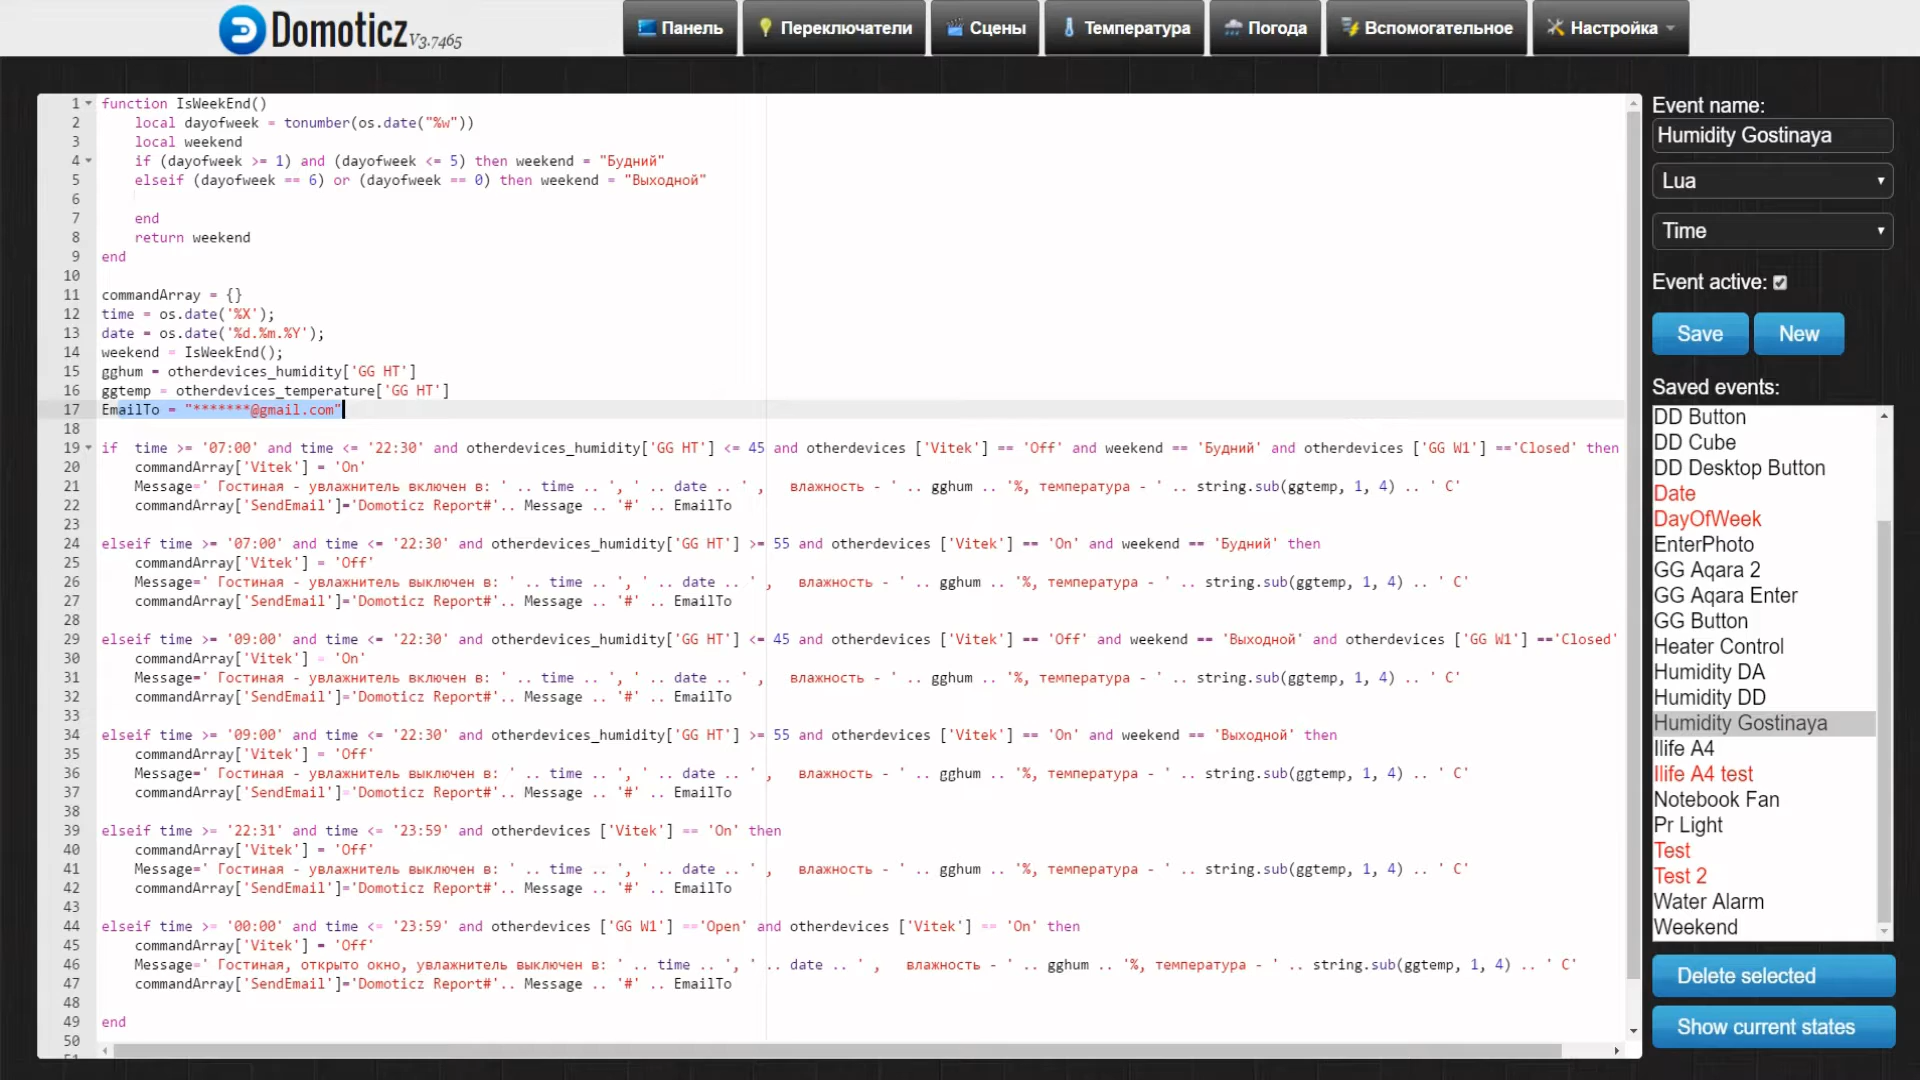 Domoticz V3.7465
Панель
Переключатели
Сцены
Температура
Погода
Вспомогательное
Настройка
1 function IsWeekEnd()
2 local dayofweek = tonumber(os.date("%w"))
3 local weekend
4 if (dayofweek >= 1) and (dayofweek <= 5) then weekend = "Будний"
5 elseif (dayofweek == 6) or (dayofweek == 0) then weekend = "Выходной"
6
7 end
8 return weekend
9 end
10
11 commandArray = {}
12 time = os.date('%X');
13 date = os.date('%d.%m.%Y');
14 weekend = IsWeekEnd();
15 gghum = otherdevices_humidity['GG HT']
16 ggtemp = otherdevices_temperature['GG HT']
17 EmailTo = "*******@gmail.com"
18
19 if  time >= '07:00' and time <= '22:30' and otherdevices_humidity['GG HT'] <= 45 and otherdevices ['Vitek'] == 'Off' and weekend == 'Будний' and otherdevices ['GG W1'] =='Closed' then
20 commandArray['Vitek'] = 'On'
21 Message=' Гостиная - увлажнитель включен в: ' .. time .. ', ' .. date .. ' ,   влажность - ' .. gghum .. '%, температура - ' .. string.sub(ggtemp, 1, 4) .. ' C'
22 commandArray['SendEmail']='Domoticz Report#'.. Message .. '#' .. EmailTo
23
24 elseif time >= '07:00' and time <= '22:30' and otherdevices_humidity['GG HT'] >= 55 and otherdevices ['Vitek'] == 'On' and weekend == 'Будний' then
25 commandArray['Vitek'] = 'Off'
26 Message=' Гостиная - увлажнитель выключен в: ' .. time .. ', ' .. date .. ' ,   влажность - ' .. gghum .. '%, температура - ' .. string.sub(ggtemp, 1, 4) .. ' C'
27 commandArray['SendEmail']='Domoticz Report#'.. Message .. '#' .. EmailTo
28
29 elseif time >= '09:00' and time <= '22:30' and otherdevices_humidity['GG HT'] <= 45 and otherdevices ['Vitek'] == 'Off' and weekend == 'Выходной' and otherdevices ['GG W1'] =='Closed'
30 commandArray['Vitek'] = 'On'
31 Message=' Гостиная - увлажнитель включен в: ' .. time .. ', ' .. date .. ' ,   влажность - ' .. gghum .. '%, температура - ' .. string.sub(ggtemp, 1, 4) .. ' C'
32 commandArray['SendEmail']='Domoticz Report#'.. Message .. '#' .. EmailTo
33
34 elseif time >= '09:00' and time <= '22:30' and otherdevices_humidity['GG HT'] >= 55 and otherdevices ['Vitek'] == 'On' and weekend == 'Выходной' then
35 commandArray['Vitek'] = 'Off'
36 Message=' Гостиная - увлажнитель выключен в: ' .. time .. ', ' .. date .. ' ,   влажность - ' .. gghum .. '%, температура - ' .. string.sub(ggtemp, 1, 4) .. ' C'
37 commandArray['SendEmail']='Domoticz Report#'.. Message .. '#' .. EmailTo
38
39 elseif time >= '22:31' and time <= '23:59' and otherdevices ['Vitek'] == 'On' then
40 commandArray['Vitek'] = 'Off'
41 Message=' Гостиная - увлажнитель выключен в: ' .. time .. ', ' .. date .. ' ,   влажность - ' .. gghum .. '%, температура - ' .. string.sub(ggtemp, 1, 4) .. ' C'
42 commandArray['SendEmail']='Domoticz Report#'.. Message .. '#' .. EmailTo
43
44 elseif time >= '00:00' and time <= '23:59' and otherdevices ['GG W1'] =='Open' and otherdevices ['Vitek'] == 'On' then
45 commandArray['Vitek'] = 'Off'
46 Message=' Гостиная, открыто окно, увлажнитель выключен в: ' .. time .. ', ' .. date .. ' ,   влажность - ' .. gghum .. '%, температура - ' .. string.sub(ggtemp, 1, 4) .. ' C'
47 commandArray['SendEmail']='Domoticz Report#'.. Message .. '#' .. EmailTo
48
49 end
50
51
Event name:
Humidity Gostinaya
Lua
Time
Event active:
Save
New
Saved events:
DD Button
DD Cube
DD Desktop Button
Date
DayOfWeek
EnterPhoto
GG Aqara 2
GG Aqara Enter
GG Button
Heater Control
Humidity DA
Humidity DD
Humidity Gostinaya
Ilife A4
Ilife A4 test
Notebook Fan
Pr Light
Test
Test 2
Water Alarm
Weekend
Delete selected
Show current states